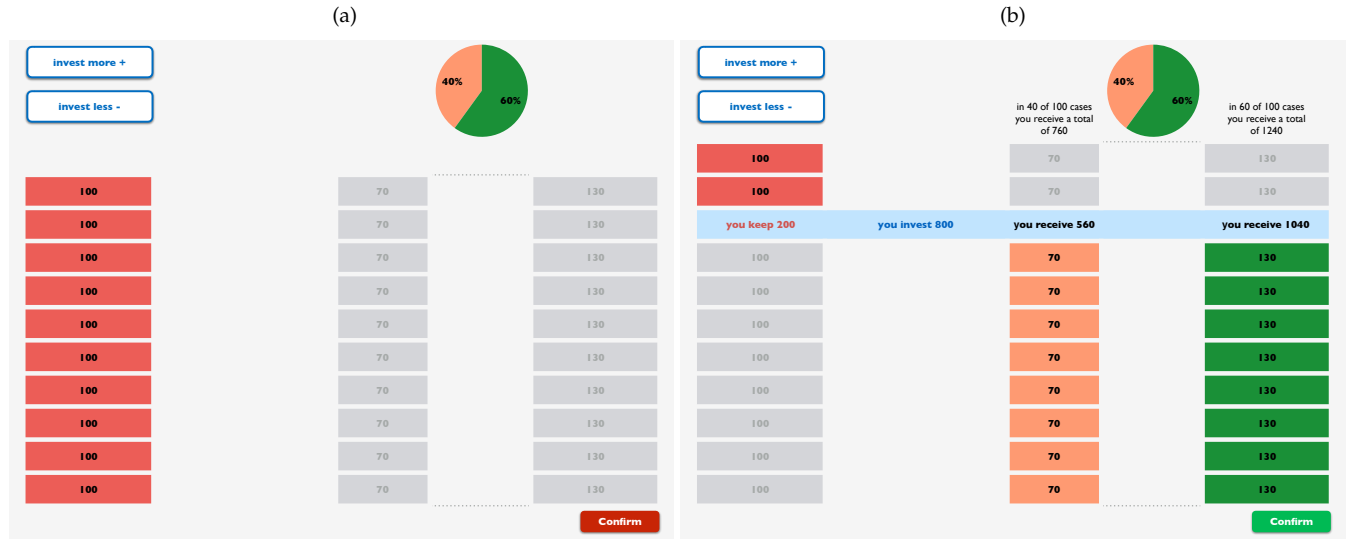 (a)
invest more +
invest less -
40%
60%
100 70 130
100 70 130
100 70 130
100 70 130
100 70 130
100 70 130
100 70 130
100 70 130
100 70 130
100 70 130
Confirm
(b)
invest more +
invest less -
40%
60%
in 40 of 100 cases
you receive a total
of 760
in 60 of 100 cases
you receive a total
of 1240
100 70 130
100 70 130
you keep 200 you invest 800 you receive 560 you receive 1040
100 70 130
100 70 130
100 70 130
100 70 130
100 70 130
100 70 130
100 70 130
100 70 130
Confirm